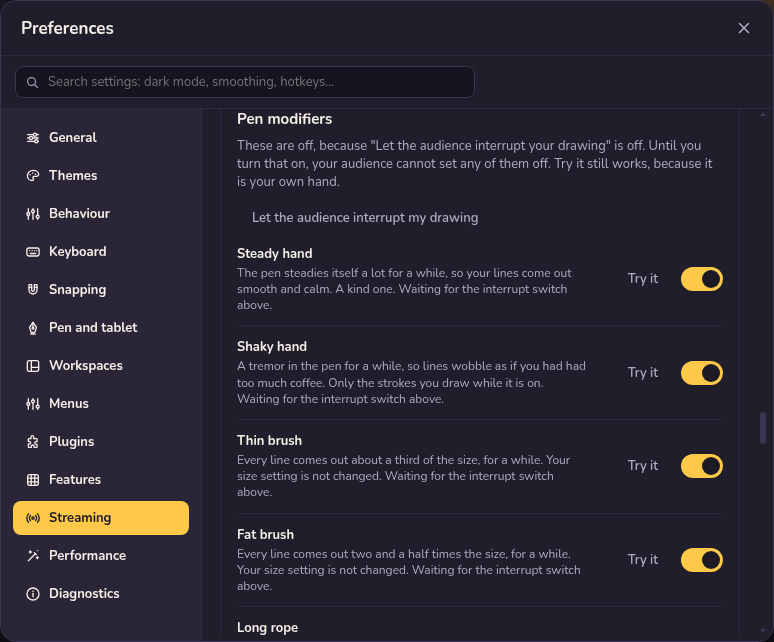 Preferences
Search settings: dark mode, smoothing, hotkeys...
General
Themes
Behaviour
Keyboard
Snapping
Pen and tablet
Workspaces
Menus
Plugins
Features
Streaming
Performance
Diagnostics
Pen modifiers
These are off, because "Let the audience interrupt your drawing" is off. Until you
turn that on, your audience cannot set any of them off. Try it still works, because it
is your own hand.
Let the audience interrupt my drawing
Steady hand
The pen steadies itself a lot for a while, so your lines come out
smooth and calm. A kind one. Waiting for the interrupt switch
above.
Try it
Shaky hand
A tremor in the pen for a while, so lines wobble as if you had had
too much coffee. Only the strokes you draw while it is on.
Waiting for the interrupt switch above.
Try it
Thin brush
Every line comes out about a third of the size, for a while. Your
size setting is not changed. Waiting for the interrupt switch
above.
Try it
Fat brush
Every line comes out two and a half times the size, for a while.
Your size setting is not changed. Waiting for the interrupt switch
above.
Try it
Long rope